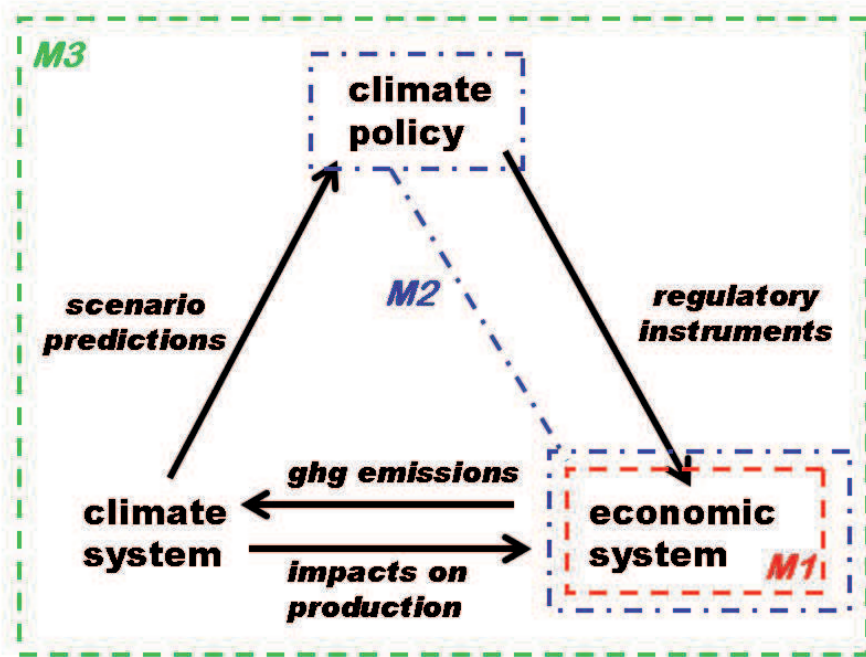 M3
climate
policy
scenario
predictions
M2
regulatory
instruments
ghg emissions
climate
system
impacts on
production
economic
system
M1